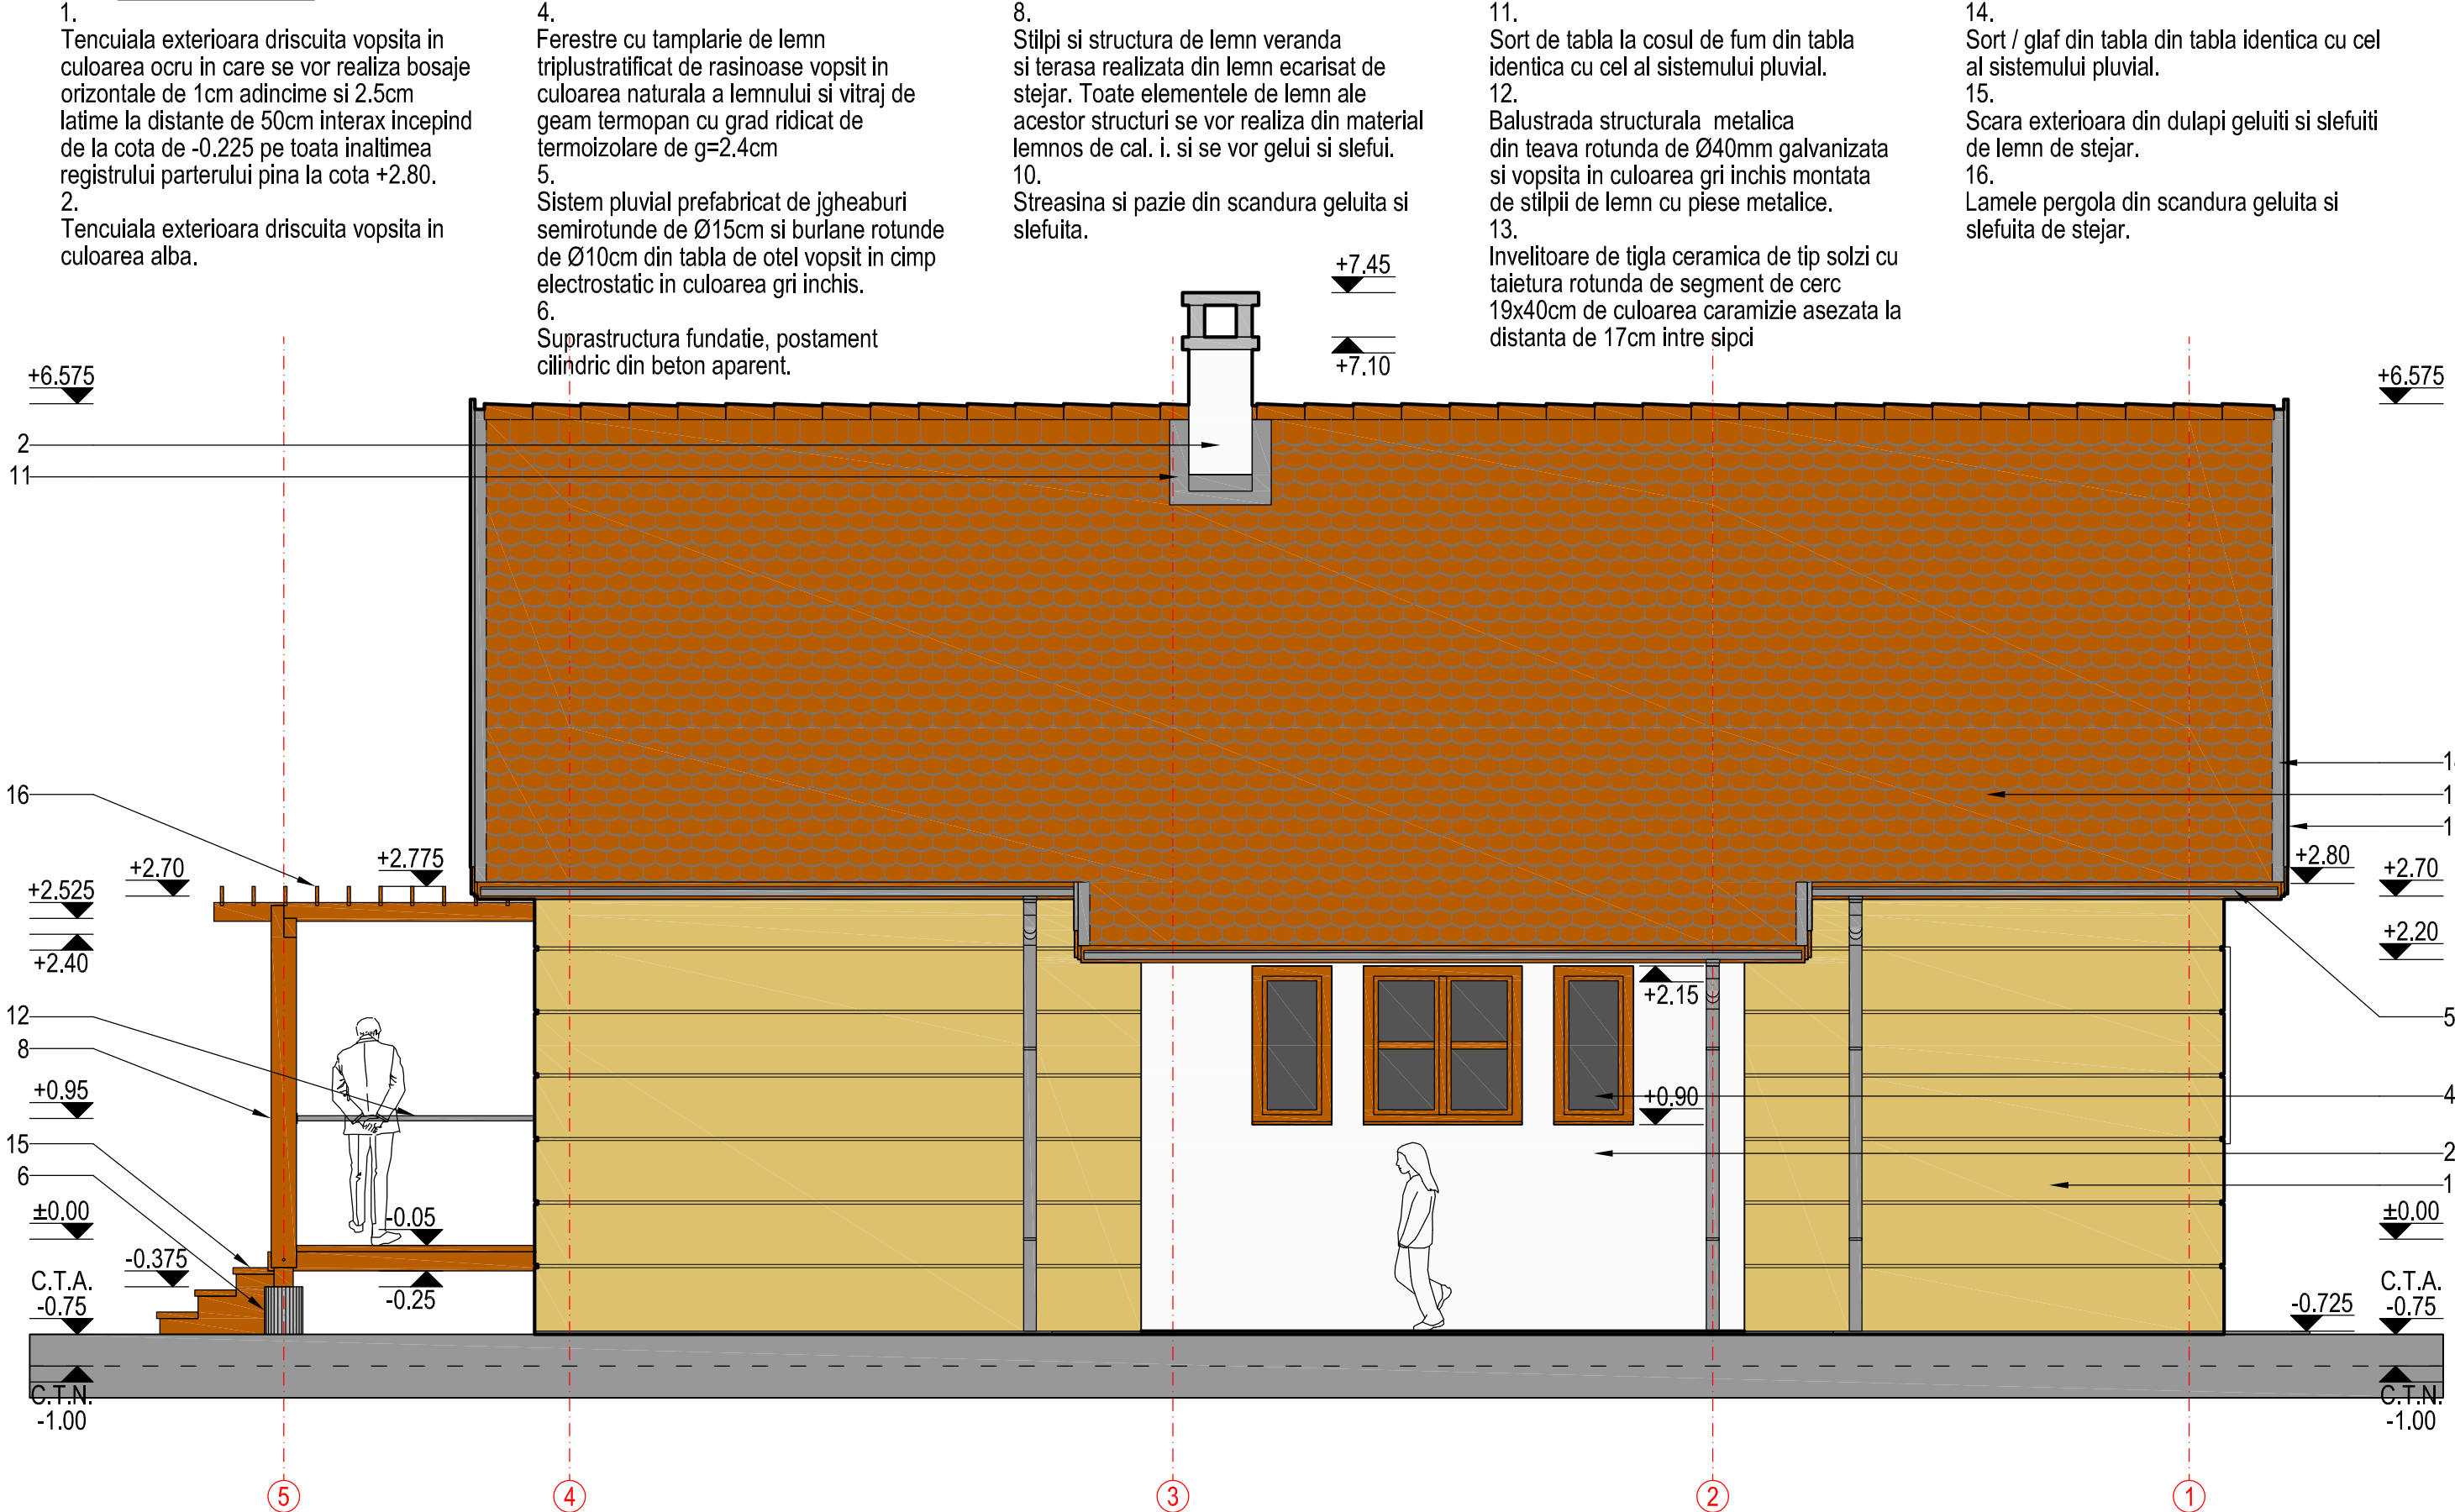 1.
Tencuiala exterioara driscuita vopsita in
culoarea ocru in care se vor realiza bosaje
orizontale de 1cm adincime si 2.5cm
latime la distante de 50cm interax incepind
de la cota de -0.225 pe toata inaltimea
registrului parterului pina la cota +2.80.
2.
Tencuiala exterioara driscuita vopsita in
culoarea alba.
4.
Ferestre cu tamplarie de lemn
triplustratificat de rasinoase vopsit in
culoarea naturala a lemnului si vitraj de
geam termopan cu grad ridicat de
termoizolare de g=2.4cm
5.
Sistem pluvial prefabricat de jgheaburi
semirotunde de Ø15cm si burlane rotunde
de Ø10cm din tabla de otel vopsit in cimp
electrostatic in culoarea gri inchis.
6.
Suprastructura fundatie, postament
cilindric din beton aparent.
8.
Stilpi si structura de lemn veranda
si terasa realizata din lemn ecarisat de
stejar. Toate elementele de lemn ale
acestor structuri se vor realiza din material
lemnos de cal. i. si se vor gelui si slefui.
10.
Streasina si pazie din scandura geluita si
slefuita.
11.
Sort de tabla la cosul de fum din tabla
identica cu cel al sistemului pluvial.
12.
Balustrada structurala metalica
din teava rotunda de Ø40mm galvanizata
si vopsita in culoarea gri inchis montata
de stilpii de lemn cu piese metalice.
13.
Invelitoare de tigla ceramica de tip solzi cu
taietura rotunda de segment de cerc
19x40cm de culoarea caramizie asezata la
distanta de 17cm intre sipci
14.
Sort / glaf din tabla din tabla identica cu cel
al sistemului pluvial.
15.
Scara exterioara din dulapi geluiti si slefuiti
de lemn de stejar.
16.
Lamele pergola din scandura geluita si
slefuita de stejar.
+7.45
+7.10
+6.575
+6.575
2
11
1
16
1
1
+2.775
+2.70
+2.80
+2.70
+2.525
+2.20
+2.40
+2.15
12
5
8
+0.95
+0.90
4
15
2
6
1
±0.00
-0.05
±0.00
-0.375
C.T.A.
-0.75
-0.25
-0.725
C.T.A.
-0.75
C.T.N.
-1.00
C.T.N.
-1.00
5
4
3
2
1